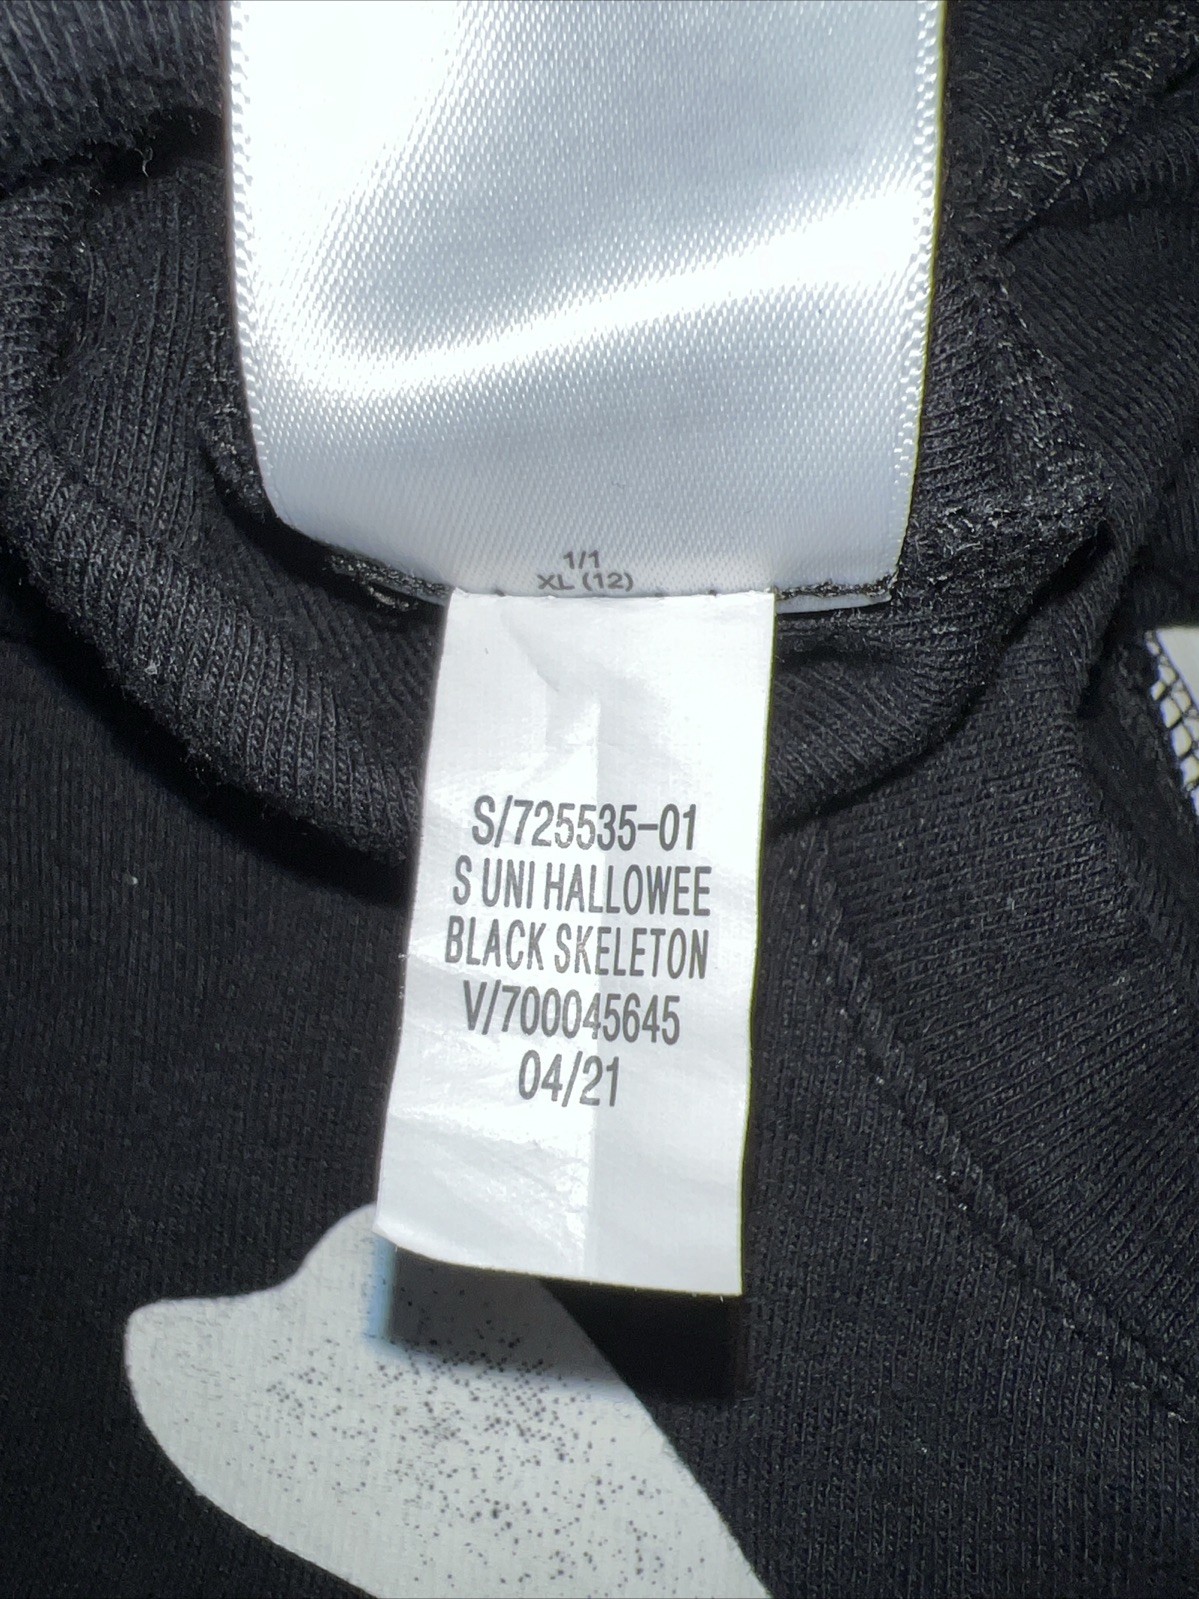 1/1
XL (12)
S/725535-01
S UNI HALLOWEE
BLACK SKELETON
V/700045645
04/21